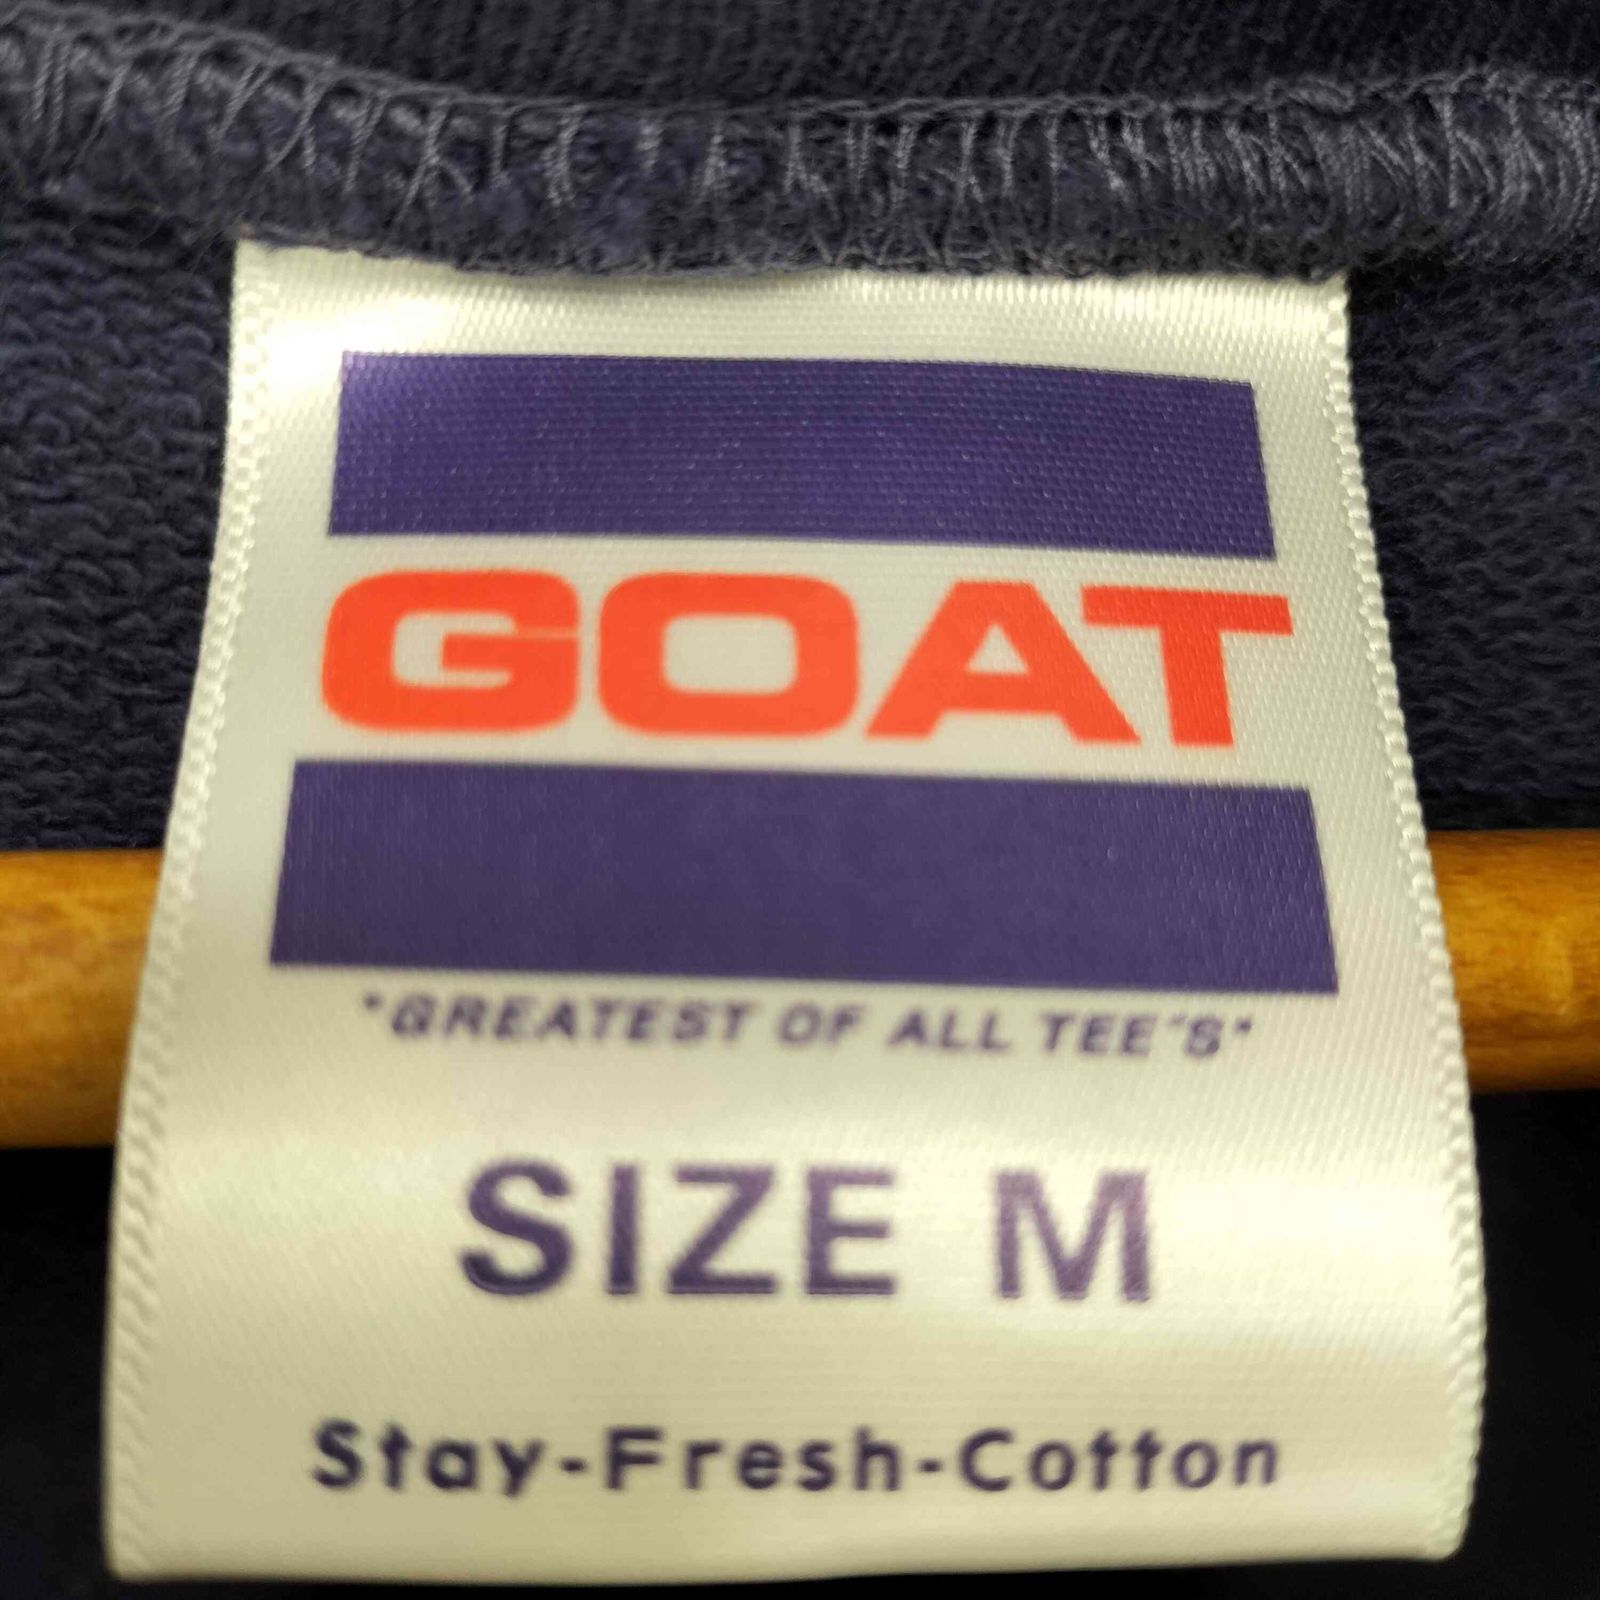 GOAT
"GREATEST OF ALL TEE'S"
SIZE M
Stay-Fresh-Cotton